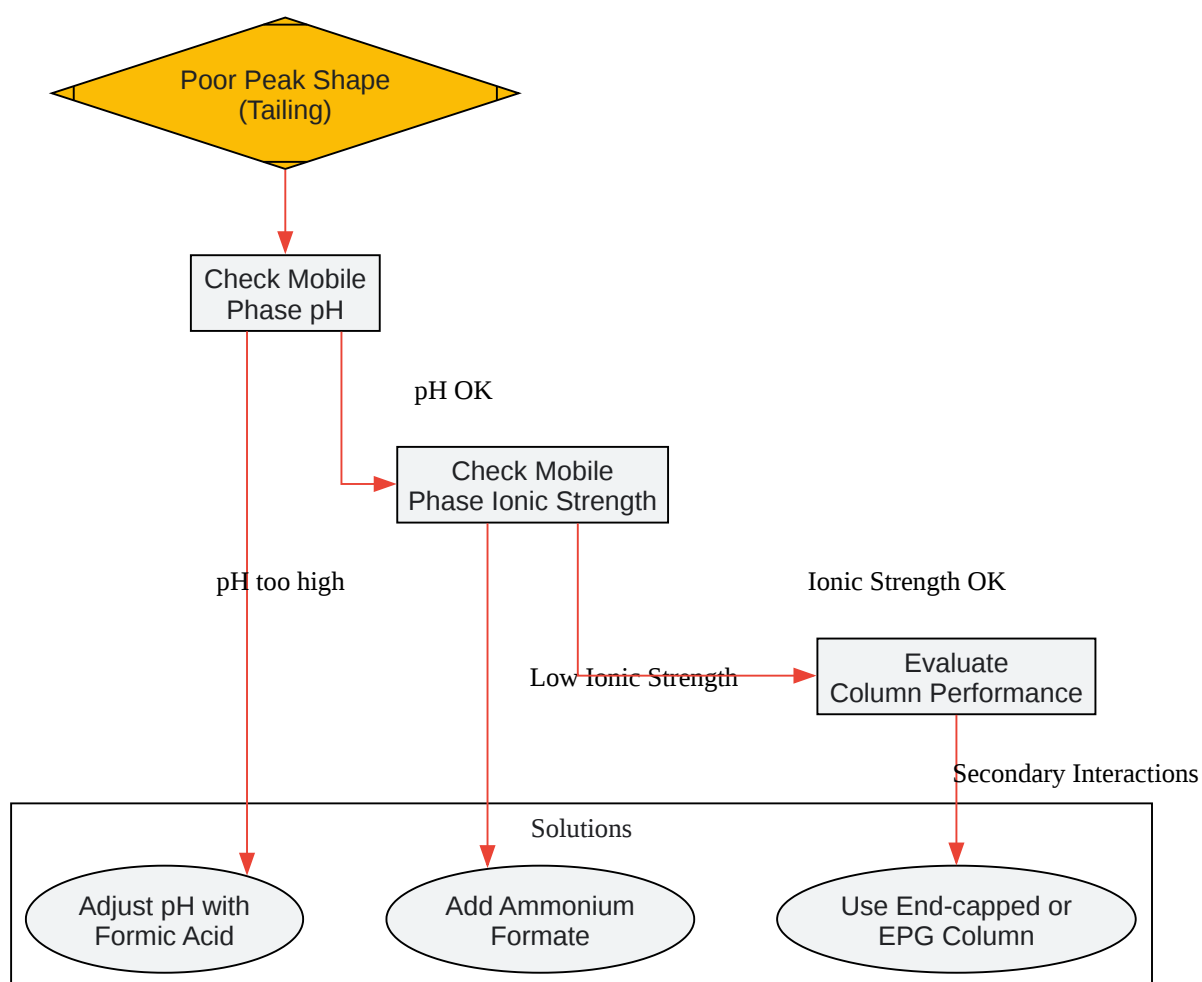 Poor Peak Shape
(Tailing)
Check Mobile
Phase pH
pH OK
Check Mobile
Phase Ionic Strength
pH too high
Ionic Strength OK
Low Ionic Strength
Evaluate
Column Performance
Secondary Interactions
Solutions
Adjust pH with
Formic Acid
Add Ammonium
Formate
Use End-capped or
EPG Column